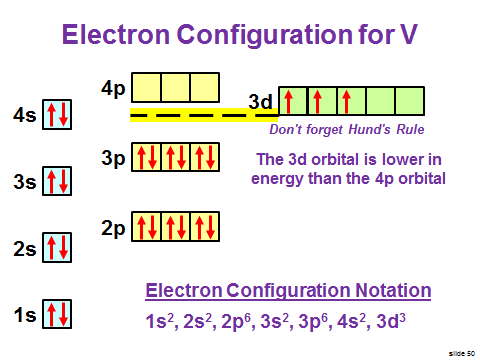 Electron Configuration for V
4p
3d
4s
Don't forget Hund's Rule
The 3d orbital is lower in
energy than the 4p orbital
3p
3s
2p
2s
Electron Configuration Notation
1s², 2s², 2p⁶, 3s², 3p⁶, 4s², 3d³
1s
slide 50